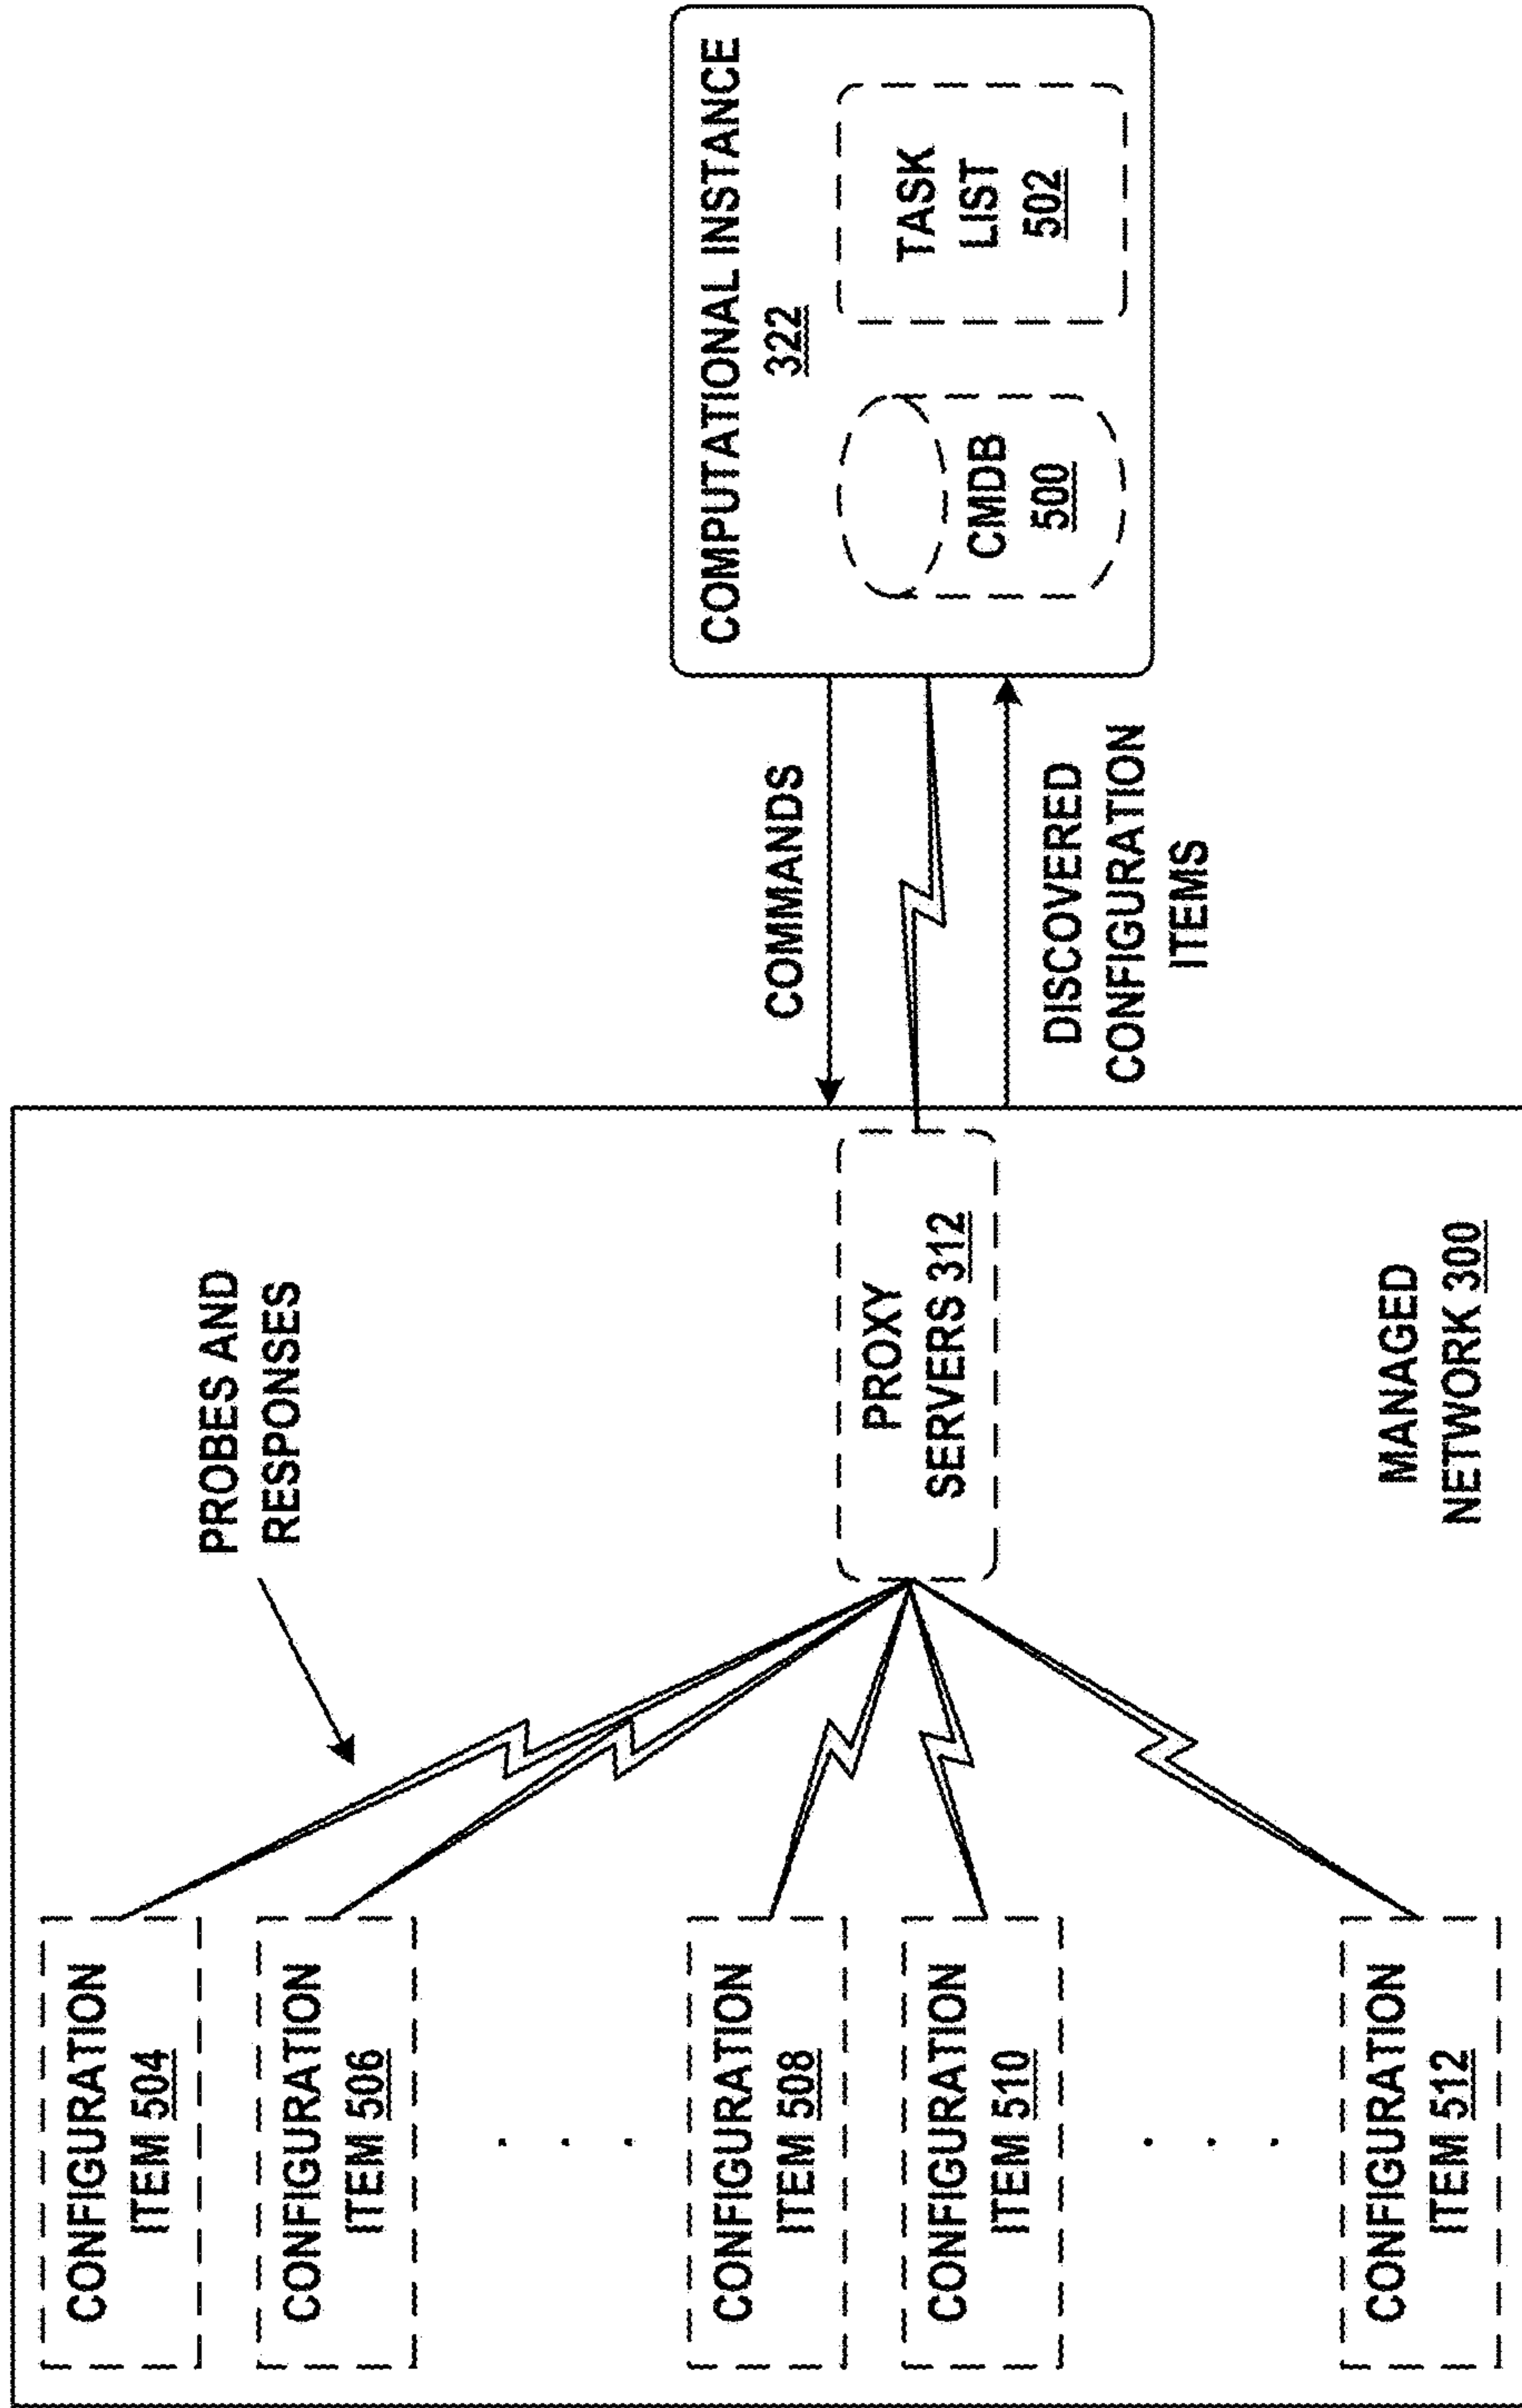 CONFIGURATION
ITEM 504
CONFIGURATION
ITEM 506
. . .
CONFIGURATION
ITEM 508
CONFIGURATION
ITEM 510
. . .
CONFIGURATION
ITEM 512
PROBES AND
RESPONSES
PROXY
SERVERS 312
MANAGED
NETWORK 300
COMMANDS
DISCOVERED
CONFIGURATION
ITEMS
COMPUTATIONAL INSTANCE
322
CMDB
500
TASK
LIST
502